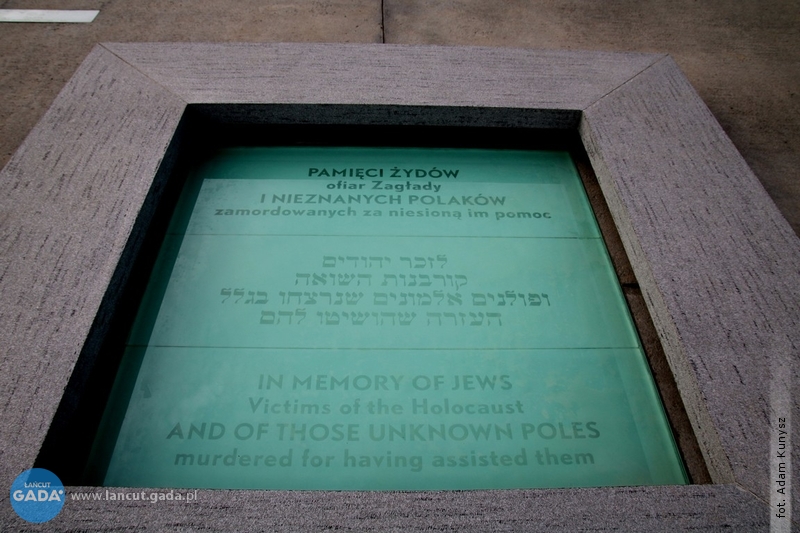 PAMIĘCI ŻYDÓW
ofiar Zagłady
I NIEZNANYCH POLAKÓW
zamordowanych za niesioną im pomoc
לזכר יהודים
קורבנות השואה
ופולנים אלמונים שנרצחו בגלל
העזרה שהושיטו להם
IN MEMORY OF JEWS
Victims of the Holocaust
AND OF THOSE UNKNOWN POLES
murdered for having assisted them
ŁAŃCUT
GADA!
www.lancut.gada.pl
fot. Adam Kunysz